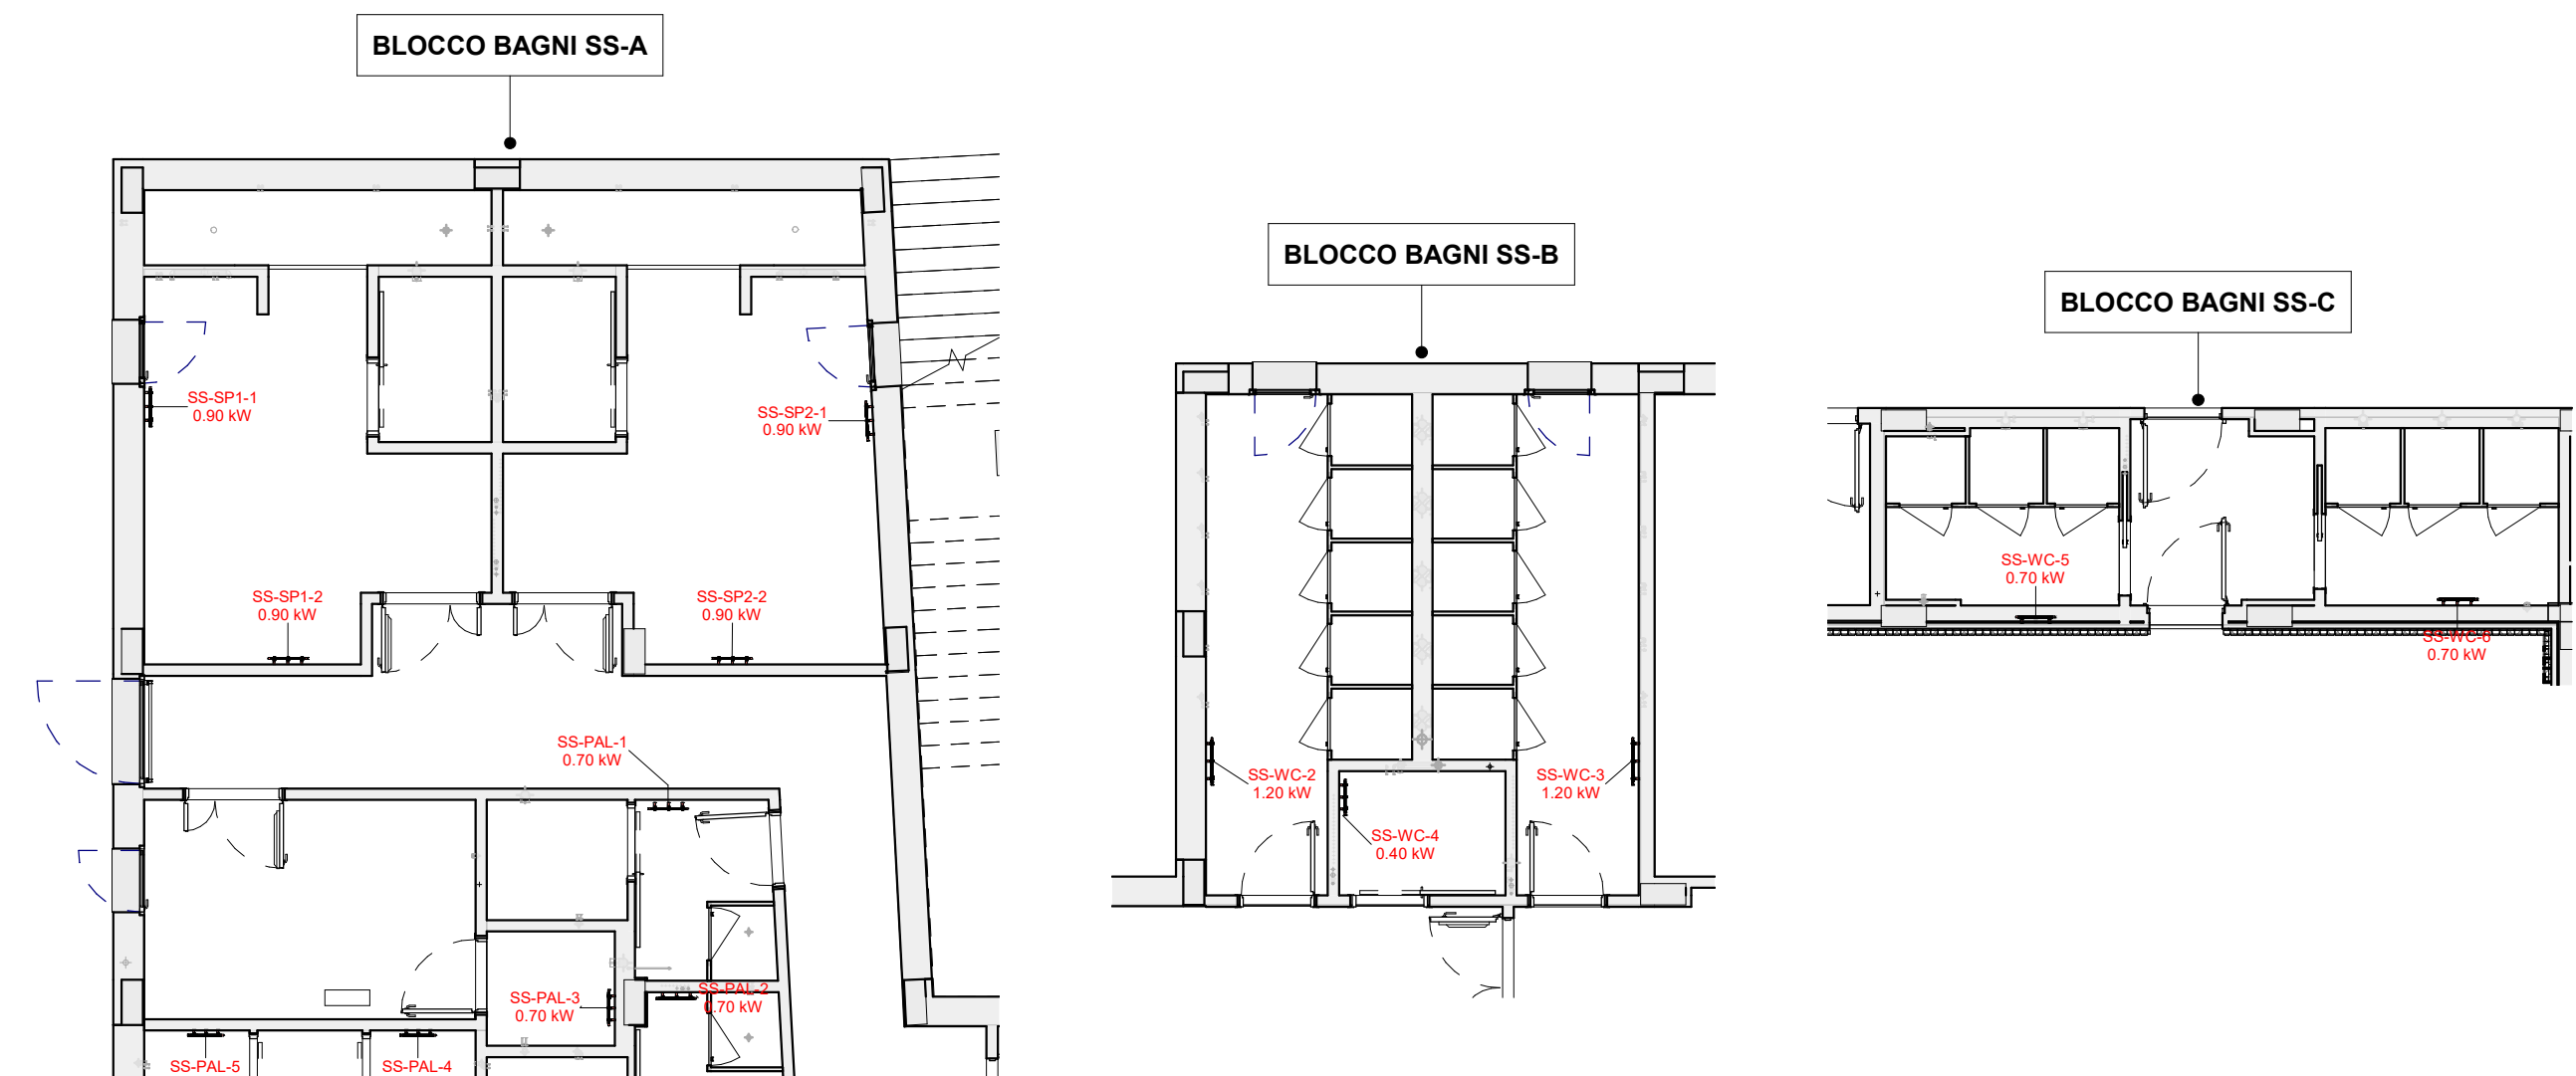 BLOCCO BAGNI SS-A
SS-SP1-1
0.90 kW
SS-SP2-1
0.90 kW
SS-SP1-2
0.90 kW
SS-SP2-2
0.90 kW
SS-PAL-1
0.70 kW
SS-PAL-3
0.70 kW
SS-PAL-2
0.70 kW
SS-PAL-5
SS-PAL-4
BLOCCO BAGNI SS-B
SS-WC-2
1.20 kW
SS-WC-3
1.20 kW
SS-WC-4
0.40 kW
BLOCCO BAGNI SS-C
SS-WC-5
0.70 kW
SS-WC-6
0.70 kW